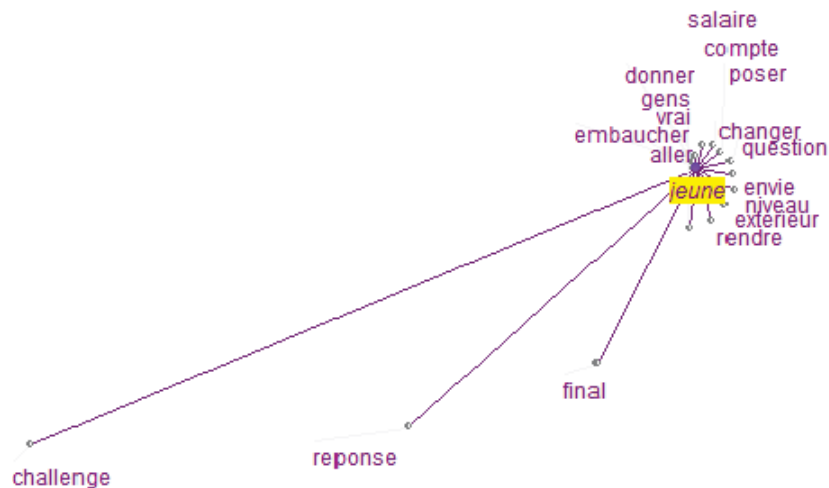 salaire
compte
donner
poser
gens
vrai
embaucher
changer
question
aller
jeune
envie
niveau
exterieur
rendre
final
reponse
challenge